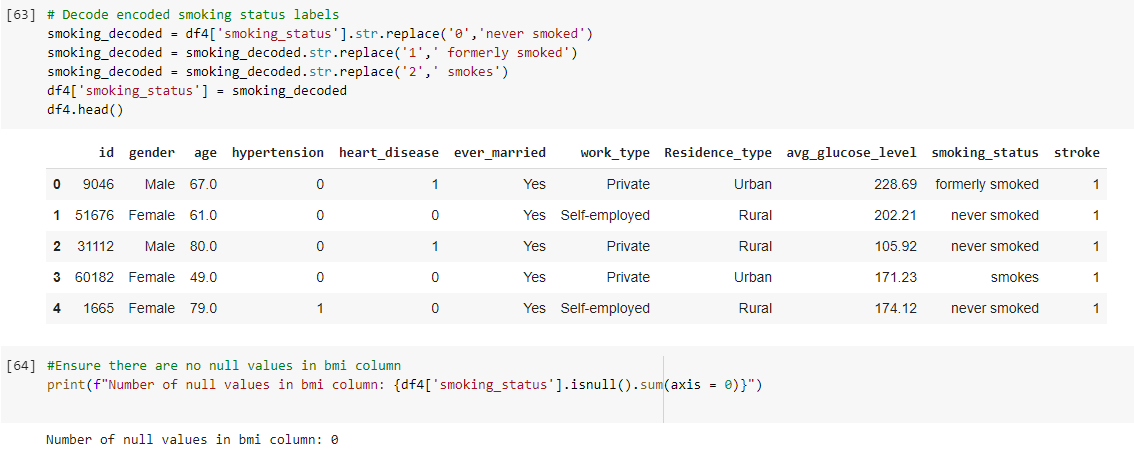 [63] # Decode encoded smoking status labels
smoking_decoded = df4['smoking_status'].str.replace('0','never smoked')
smoking_decoded = smoking_decoded.str.replace('1',' formerly smoked')
smoking_decoded = smoking_decoded.str.replace('2',' smokes')
df4['smoking_status'] = smoking_decoded
df4.head()
id gender age hypertension heart_disease ever_married work_type Residence_type avg_glucose_level smoking_status stroke
0 9046 Male 67.0 0 1 Yes Private Urban 228.69 formerly smoked 1
1 51676 Female 61.0 0 0 Yes Self-employed Rural 202.21 never smoked 1
2 31112 Male 80.0 0 1 Yes Private Rural 105.92 never smoked 1
3 60182 Female 49.0 0 0 Yes Private Urban 171.23 smokes 1
4 1665 Female 79.0 1 0 Yes Self-employed Rural 174.12 never smoked 1
[64] #Ensure there are no null values in bmi column
print(f"Number of null values in bmi column: {df4['smoking_status'].isnull().sum(axis = 0)}")
Number of null values in bmi column: 0